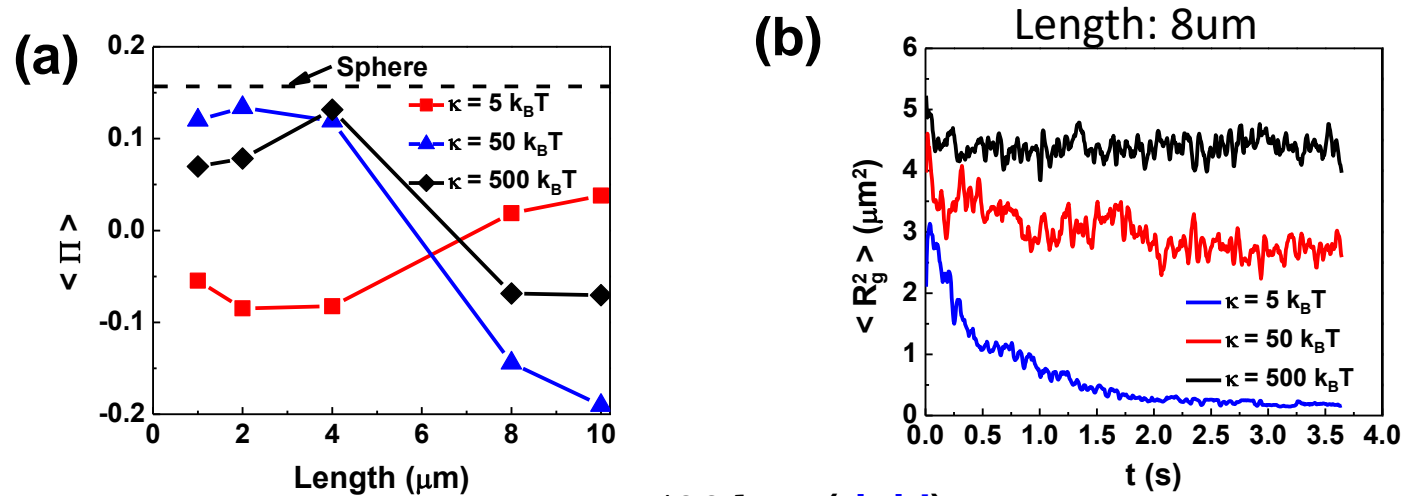 (a)
0.2
0.1
0.0
-0.1
-0.2
< Π >
Sphere
κ = 5 kBT
κ = 50 kBT
κ = 500 kBT
0 2 4 6 8 10
Length (μm)
(b)
Length: 8um
6
5
4
3
2
1
0
< Rg2 > (μm2)
κ = 5 kBT
κ = 50 kBT
κ = 500 kBT
0.0 0.5 1.0 1.5 2.0 2.5 3.0 3.5 4.0
t (s)